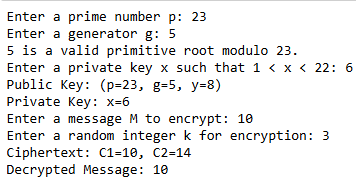 Enter a prime number p: 23
Enter a generator g: 5
5 is a valid primitive root modulo 23.
Enter a private key x such that 1 < x < 22: 6
Public Key: (p=23, g=5, y=8)
Private Key: x=6
Enter a message M to encrypt: 10
Enter a random integer k for encryption: 3
Ciphertext: C1=10, C2=14
Decrypted Message: 10